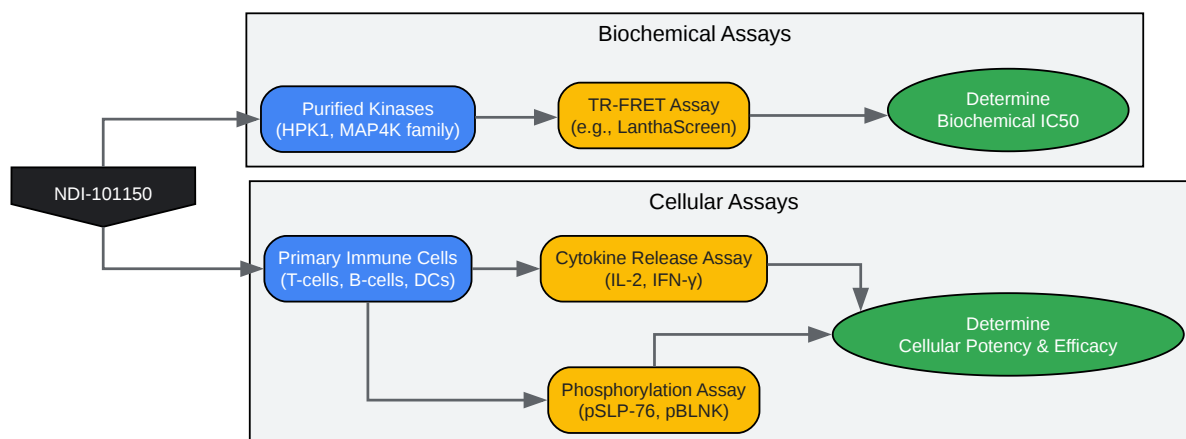 Biochemical Assays
Purified Kinases
(HPK1, MAP4K family)
TR-FRET Assay
(e.g., LanthaScreen)
Determine
Biochemical IC50
NDI-101150
Cellular Assays
Primary Immune Cells
(T-cells, B-cells, DCs)
Cytokine Release Assay
(IL-2, IFN-γ)
Determine
Cellular Potency & Efficacy
Phosphorylation Assay
(pSLP-76, pBLNK)